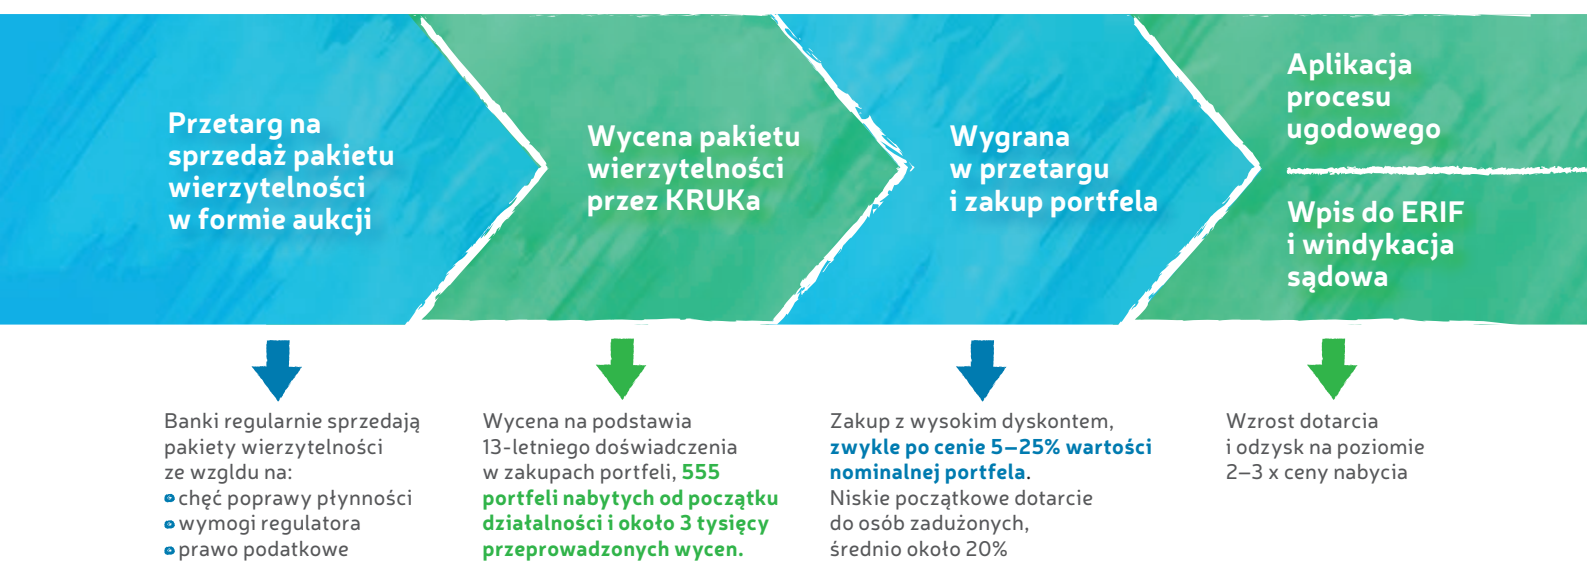 Przetarg na
sprzedaż pakietu
wierzytelności
w formie aukcji
Wycena pakietu
wierzytelności
przez KRUKa
Wygrana
w przetargu
i zakup portfela
Aplikacja
procesu
ugodowego
Wpis do ERIF
i windykacja
sądowa
Banki regularnie sprzedają
pakiety wierzytelności
ze wzgldu na:
chęć poprawy płynności
wymogi regulatora
prawo podatkowe
Wycena na podstawia
13-letniego doświadczenia
w zakupach portfeli, 555
portfeli nabytych od początku
działalności i około 3 tysięcy
przeprowadzonych wycen.
Zakup z wysokim dyskontem,
zwykle po cenie 5–25% wartości
nominalnej portfela.
Niskie początkowe dotarcie
do osób zadużonych,
średnio około 20%
Wzrost dotarcia
i odzysk na poziomie
2–3 x ceny nabycia